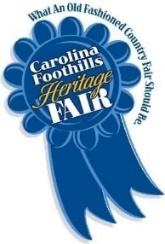 What An Old Fashioned Country Fair Should Be.
Carolina
Foothills
Heritage
FAIR